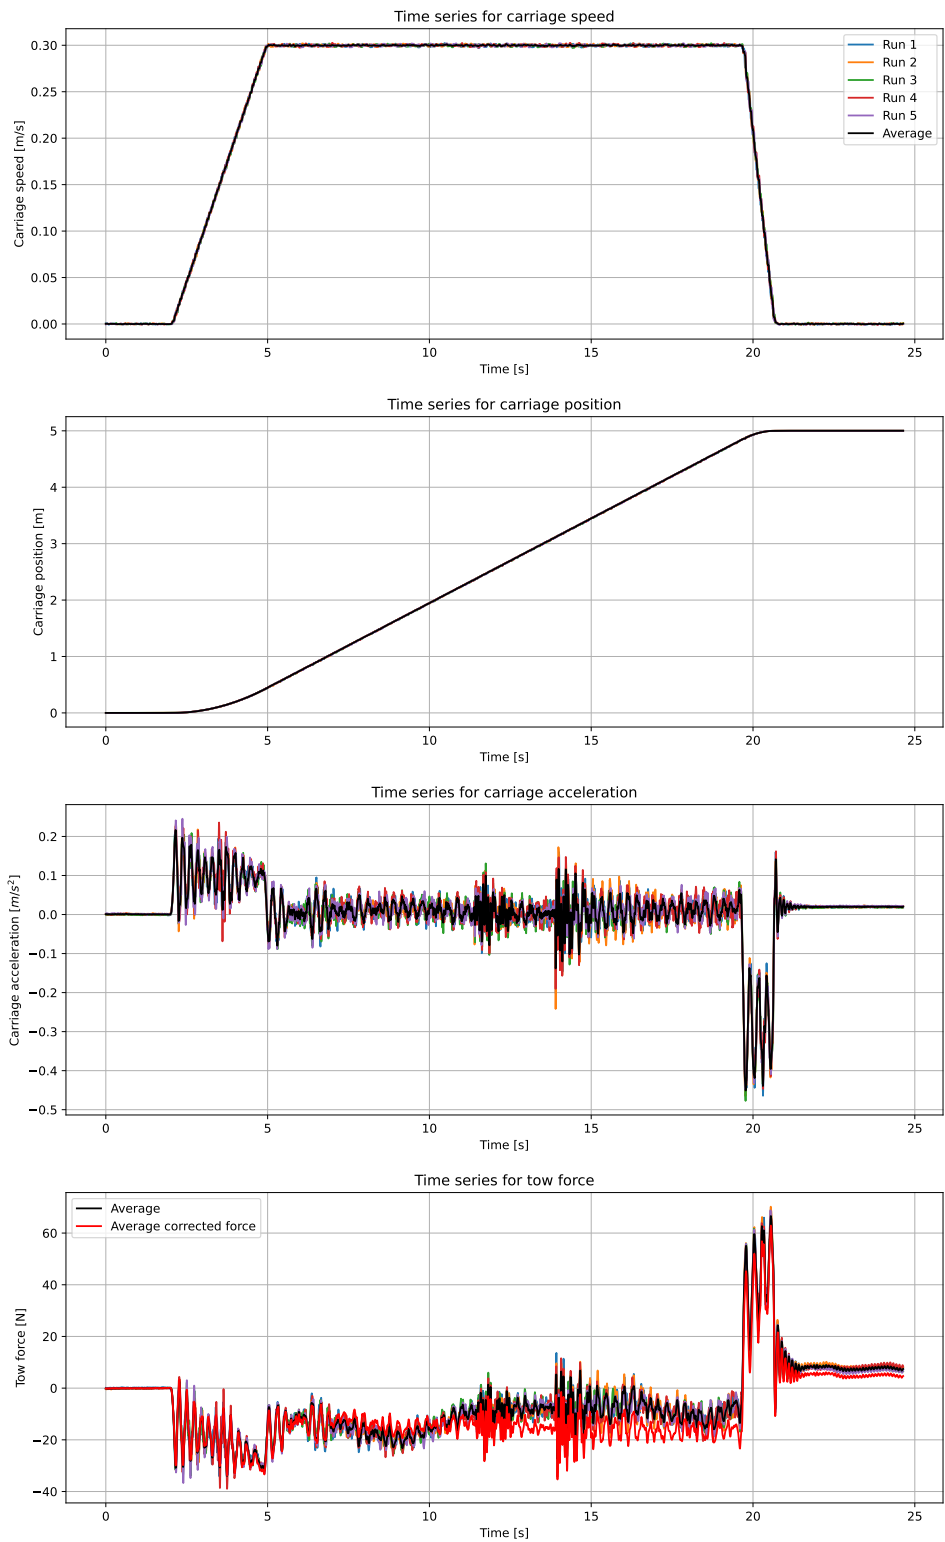 Time series for carriage speed
Carriage speed [m/s]
0.30
0.25
0.20
0.15
0.10
0.05
0.00
Run 1
Run 2
Run 3
Run 4
Run 5
Average
0 5 10 15 20 25
Time [s]
Time series for carriage position
Carriage position [m]
5
4
3
2
1
0
0 5 10 15 20 25
Time [s]
Time series for carriage acceleration
Carriage acceleration [m/s²]
0.2
0.1
0.0
−0.1
−0.2
−0.3
−0.4
−0.5
0 5 10 15 20 25
Time [s]
Time series for tow force
Tow force [N]
Average
Average corrected force
60
40
20
0
−20
−40
0 5 10 15 20 25
Time [s]